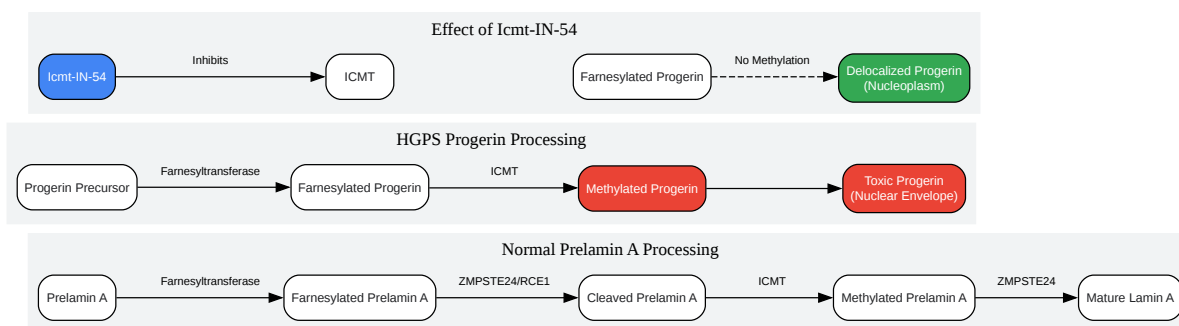 Effect of Icmt-IN-54
Inhibits
No Methylation
Icmt-IN-54
ICMT
Farnesylated Progerin
Delocalized Progerin
(Nucleoplasm)
HGPS Progerin Processing
Farnesyltransferase
ICMT
Progerin Precursor
Farnesylated Progerin
Methylated Progerin
Toxic Progerin
(Nuclear Envelope)
Normal Prelamin A Processing
Farnesyltransferase
ZMPSTE24/RCE1
ICMT
ZMPSTE24
Prelamin A
Farnesylated Prelamin A
Cleaved Prelamin A
Methylated Prelamin A
Mature Lamin A